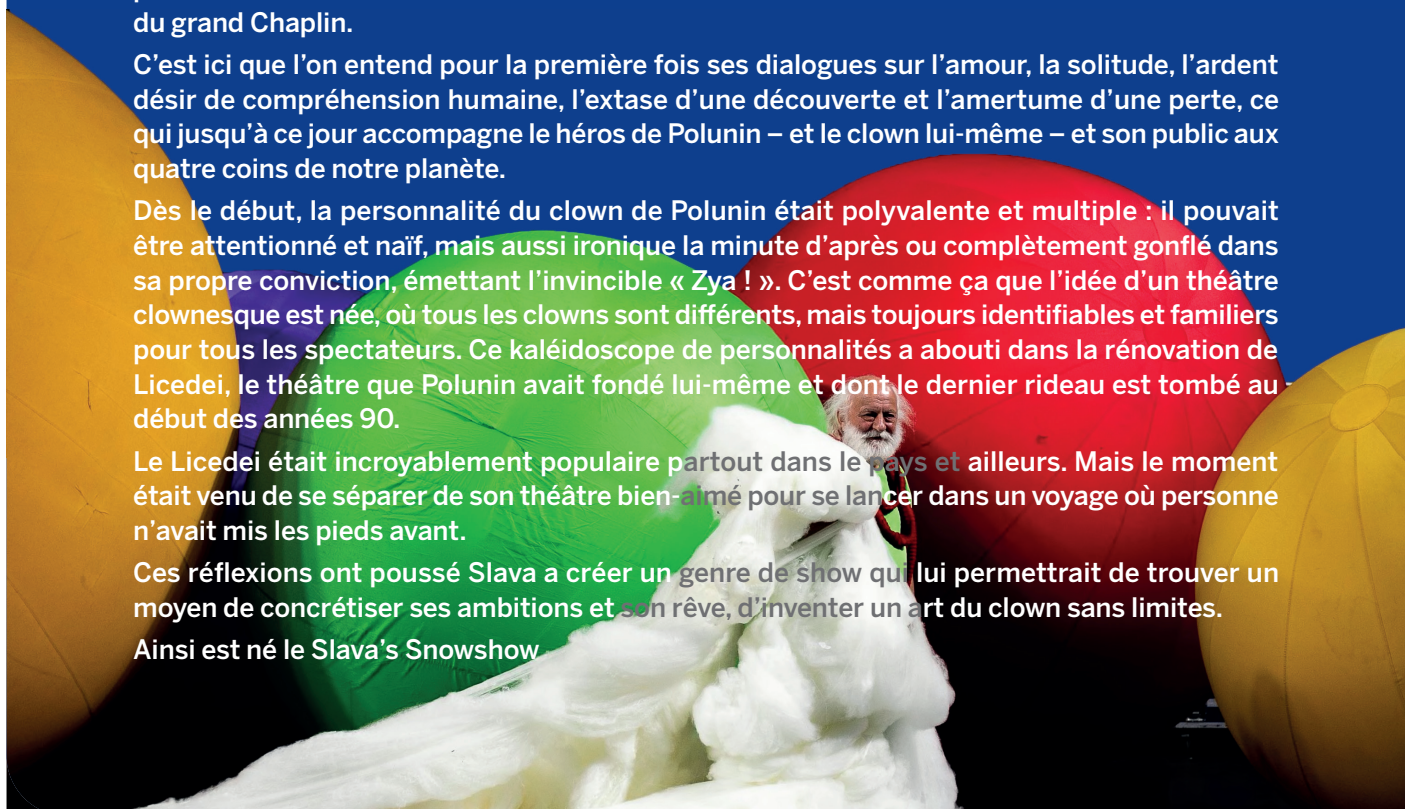 du grand Chaplin.
C'est ici que l'on entend pour la première fois ses dialogues sur l'amour, la solitude, l'ardent
désir de compréhension humaine, l'extase d'une découverte et l'amertume d'une perte, ce
qui jusqu'à ce jour accompagne le héros de Polunin – et le clown lui-même – et son public aux
quatre coins de notre planète.
Dès le début, la personnalité du clown de Polunin était polyvalente et multiple : il pouvait
être attentionné et naïf, mais aussi ironique la minute d'après ou complètement gonflé dans
sa propre conviction, émettant l'invincible « Zya ! ». C'est comme ça que l'idée d'un théâtre
clownesque est née, où tous les clowns sont différents, mais toujours identifiables et familiers
pour tous les spectateurs. Ce kaléidoscope de personnalités a abouti dans la rénovation de
Licedei, le théâtre que Polunin avait fondé lui-même et dont le dernier rideau est tombé au
début des années 90.
Le Licedei était incroyablement populaire partout dans le pays et ailleurs. Mais le moment
était venu de se séparer de son théâtre bien-aimé pour se lancer dans un voyage où personne
n'avait mis les pieds avant.
Ces réflexions ont poussé Slava a créer un genre de show qui lui permettrait de trouver un
moyen de concrétiser ses ambitions et son rêve, d'inventer un art du clown sans limites.
Ainsi est né le Slava's Snowshow